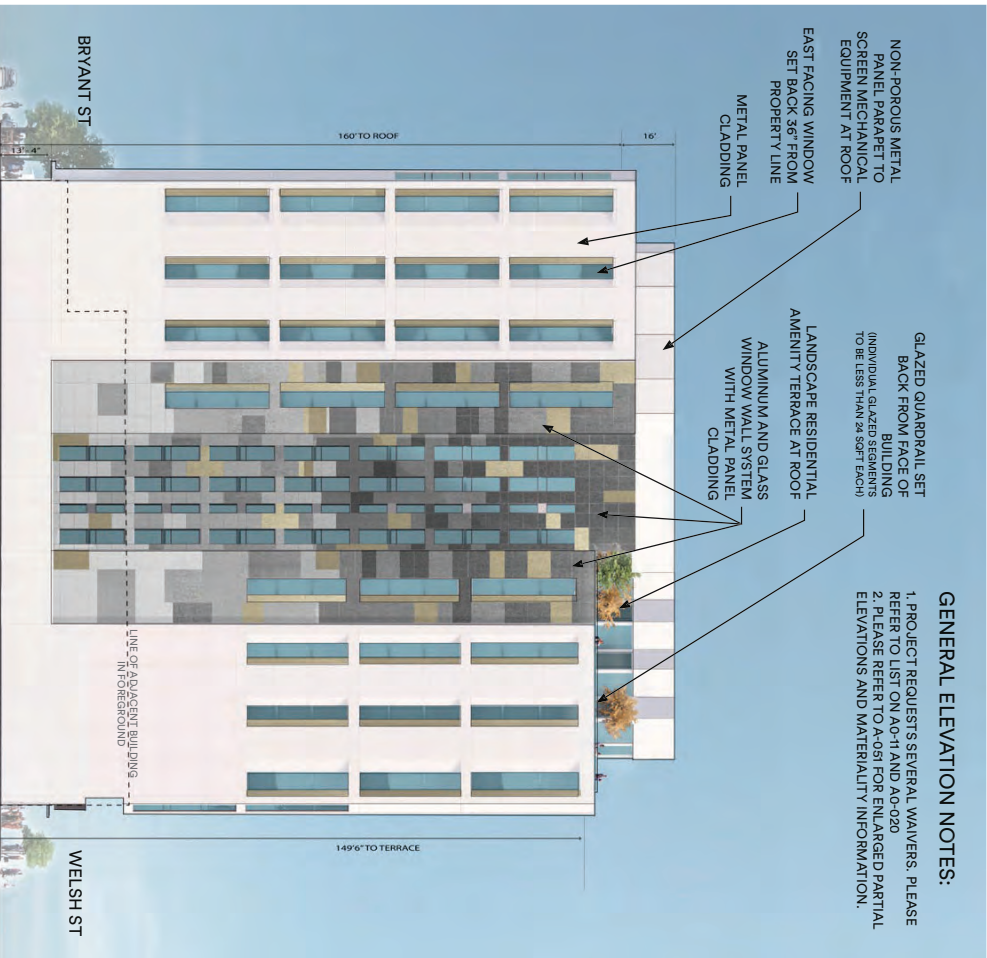 GENERAL ELEVATION NOTES:
1. PROJECT REQUESTS SEVERAL WAIVERS. PLEASE
REFER TO LIST ON A0-11 AND A0-020
2. PLEASE REFER TO A-051 FOR ENLARGED PARTIAL
ELEVATIONS AND MATERIALITY INFORMATION.
NON-POROUS METAL
PANEL PARAPET TO
SCREEN MECHANICAL
EQUIPMENT AT ROOF
EAST FACING WINDOW
SET BACK 36" FROM
PROPERTY LINE
METAL PANEL
CLADDING
GLAZED QUARDRAIL SET
BACK FROM FACE OF
BUILDING
(INDIVIDUAL GLAZED SEGMENTS
TO BE LESS THAN 24 SQFT EACH)
LANDSCAPE RESIDENTIAL
AMENITY TERRACE AT ROOF
ALUMINUM AND GLASS
WINDOW WALL SYSTEM
WITH METAL PANEL
CLADDING
16'
160' TO ROOF
13'-4"
149'6" TO TERRACE
LINE OF ADJACENT BUILDING
IN FOREGROUND
BRYANT ST
WELSH ST